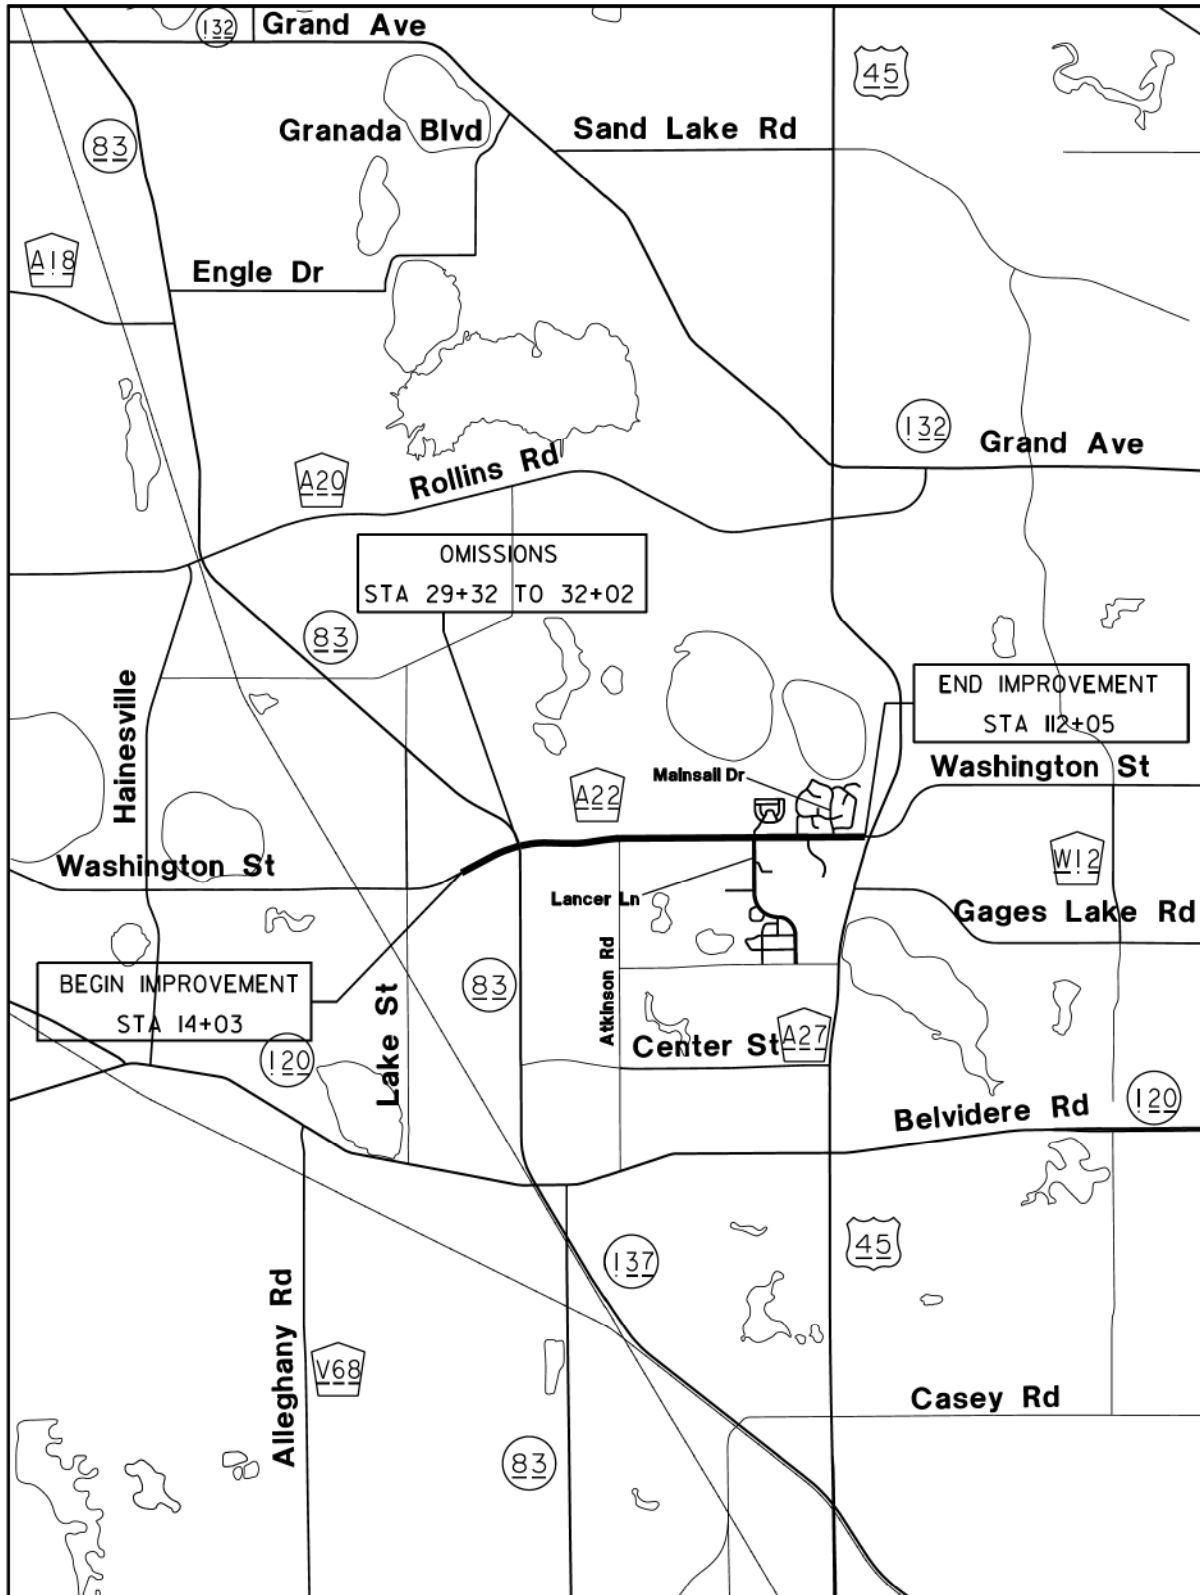 132
Grand Ave
45
83
Granada Blvd
Sand Lake Rd
A18
Engle Dr
132
Grand Ave
A20
Rollins Rd
OMISSIONS
STA 29+32 TO 32+02
83
Hainesville
END IMPROVEMENT
STA 112+05
Mainsail Dr
Washington St
A22
Washington St
W12
Lancer Ln
Gages Lake Rd
BEGIN IMPROVEMENT
STA 14+03
83
Atkinson Rd
Lake St
120
Center St
A27
Belvidere Rd
120
137
45
Alleghany Rd
V68
Casey Rd
83